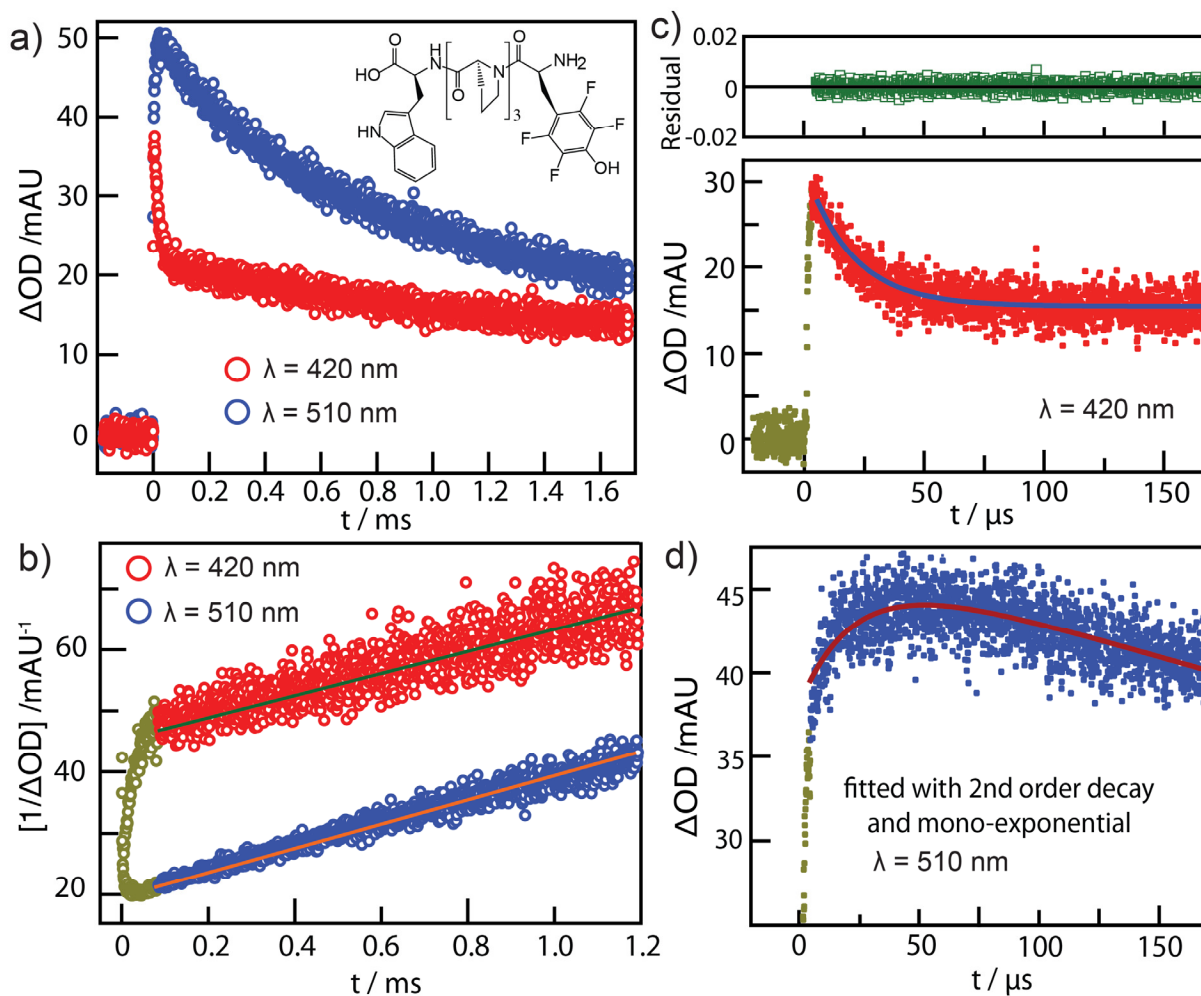 a)
50
40
30
20
10
0
ΔOD /mAU
λ = 420 nm
λ = 510 nm
0 0.2 0.4 0.6 0.8 1.0 1.2 1.4 1.6
t / ms
O
HO
H
N
O
N
3
O
NH2
HN
F
F
F
F
OH
b)
λ = 420 nm
λ = 510 nm
60
40
20
[1/ΔOD] /mAU-1
0 0.2 0.4 0.6 0.8 1.0 1.2
t / ms
c)
0.02
0
-0.02
Residual
30
20
10
0
ΔOD /mAU
λ = 420 nm
0 50 100 150
t / μs
d)
45
40
35
30
ΔOD /mAU
fitted with 2nd order decay
and mono-exponential
λ = 510 nm
0 50 100 150
t / μs